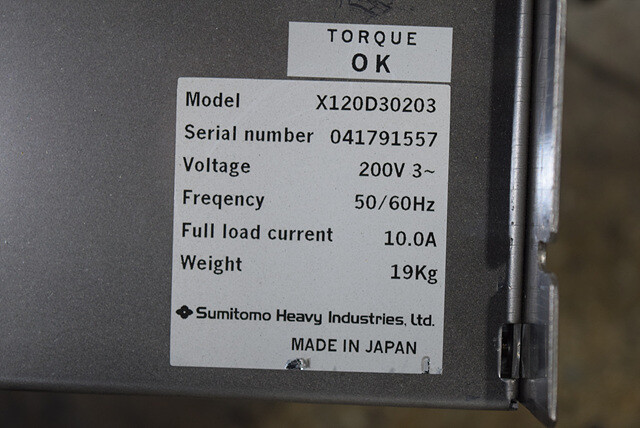 TORQUE
OK
Model X120D30203
Serial number 041791557
Voltage 200V 3~
Freqency 50/60Hz
Full load current 10.0A
Weight 19Kg
Sumitomo Heavy Industries, Ltd.
MADE IN JAPAN